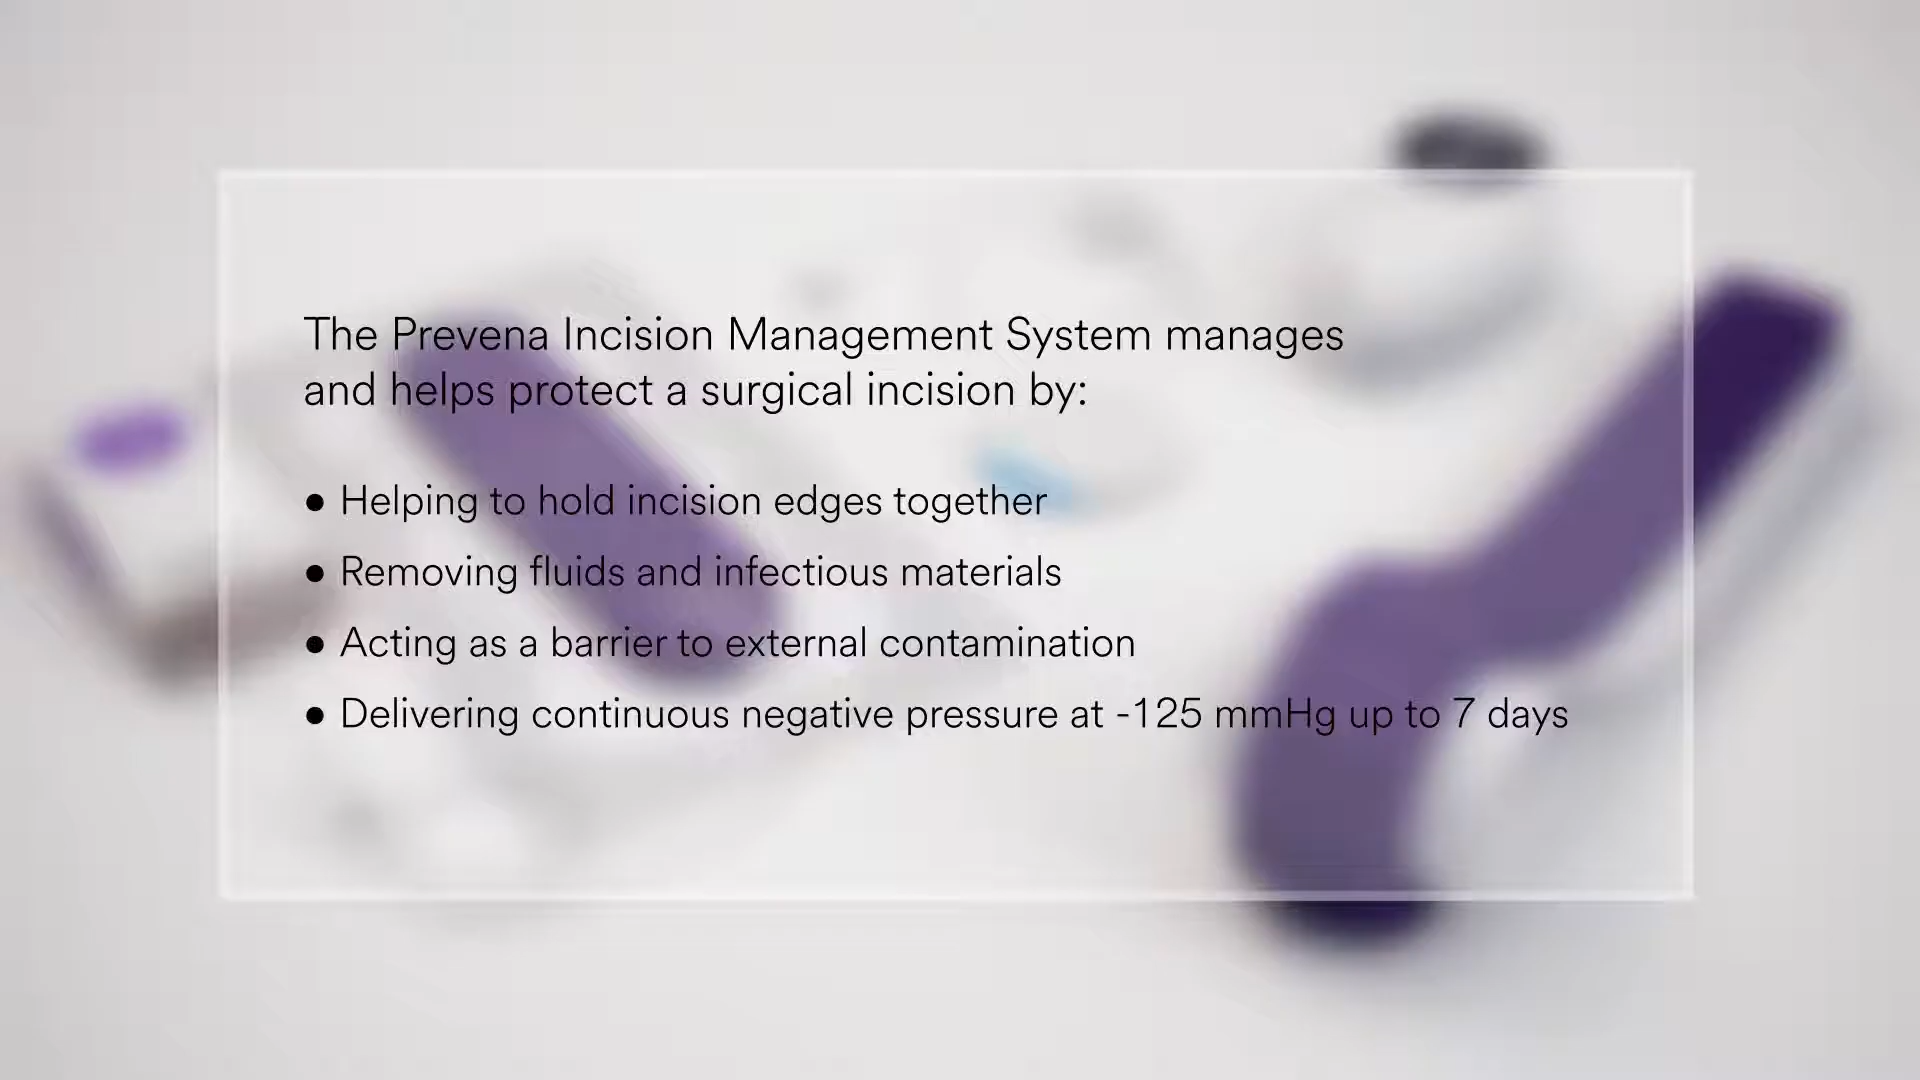 The Prevena Incision Management System manages
and helps protect a surgical incision by:
● Helping to hold incision edges together
● Removing fluids and infectious materials
● Acting as a barrier to external contamination
● Delivering continuous negative pressure at -125 mmHg up to 7 days